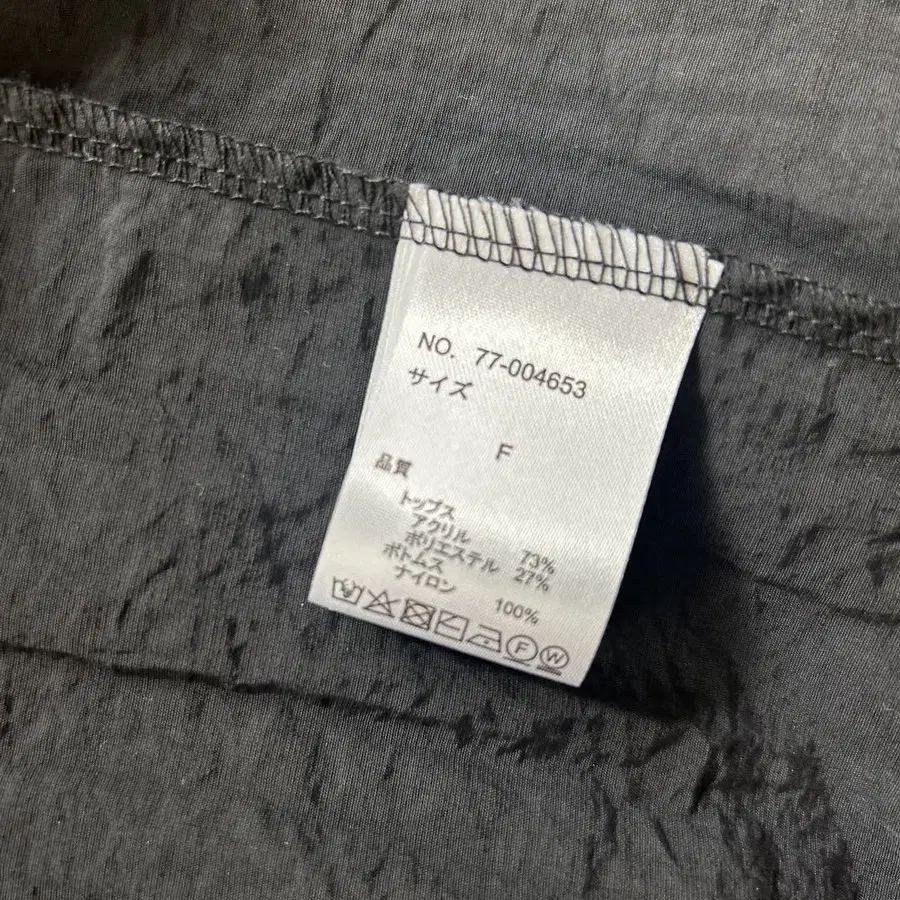 NO. 77-004653
サイズ
F
品質
トップス
アクリル 73%
ポリエステル 27%
ボトムス
ナイロン 100%
F W